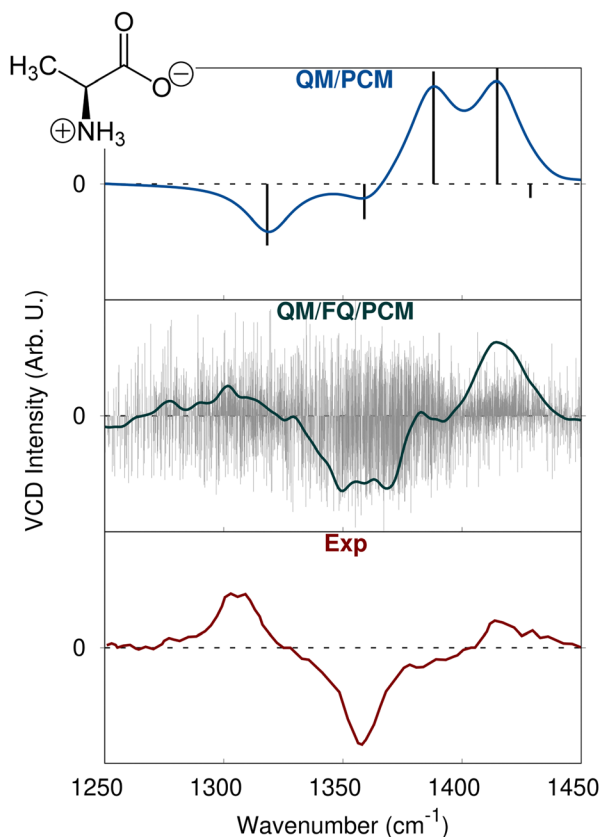 O
H₃C
O⊖
⊕NH₃
QM/PCM
0
QM/FQ/PCM
0
Exp
0
VCD Intensity (Arb. U.)
1250 1300 1350 1400 1450
Wavenumber (cm⁻¹)